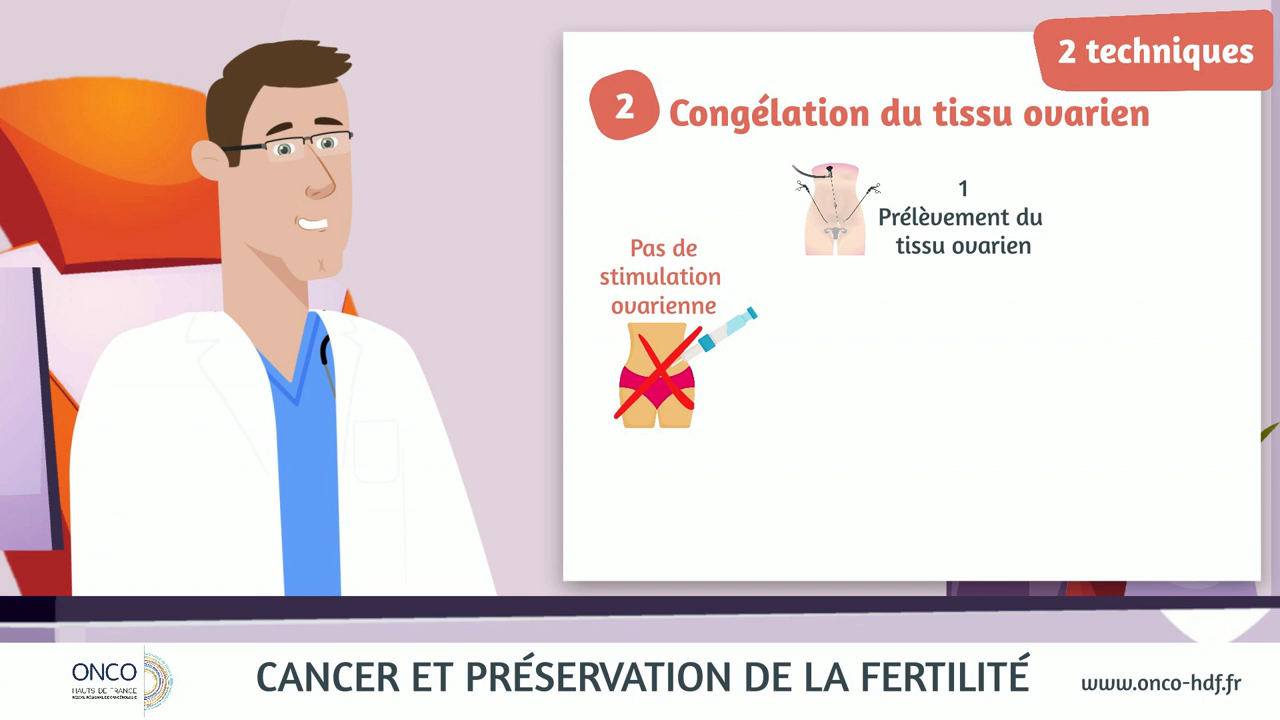 2 techniques
2
Congélation du tissu ovarien
1
Prélèvement du
tissu ovarien
Pas de
stimulation
ovarienne
ONCO
HAUTS DE FRANCE
CANCER ET PRÉSERVATION DE LA FERTILITÉ
www.onco-hdf.fr